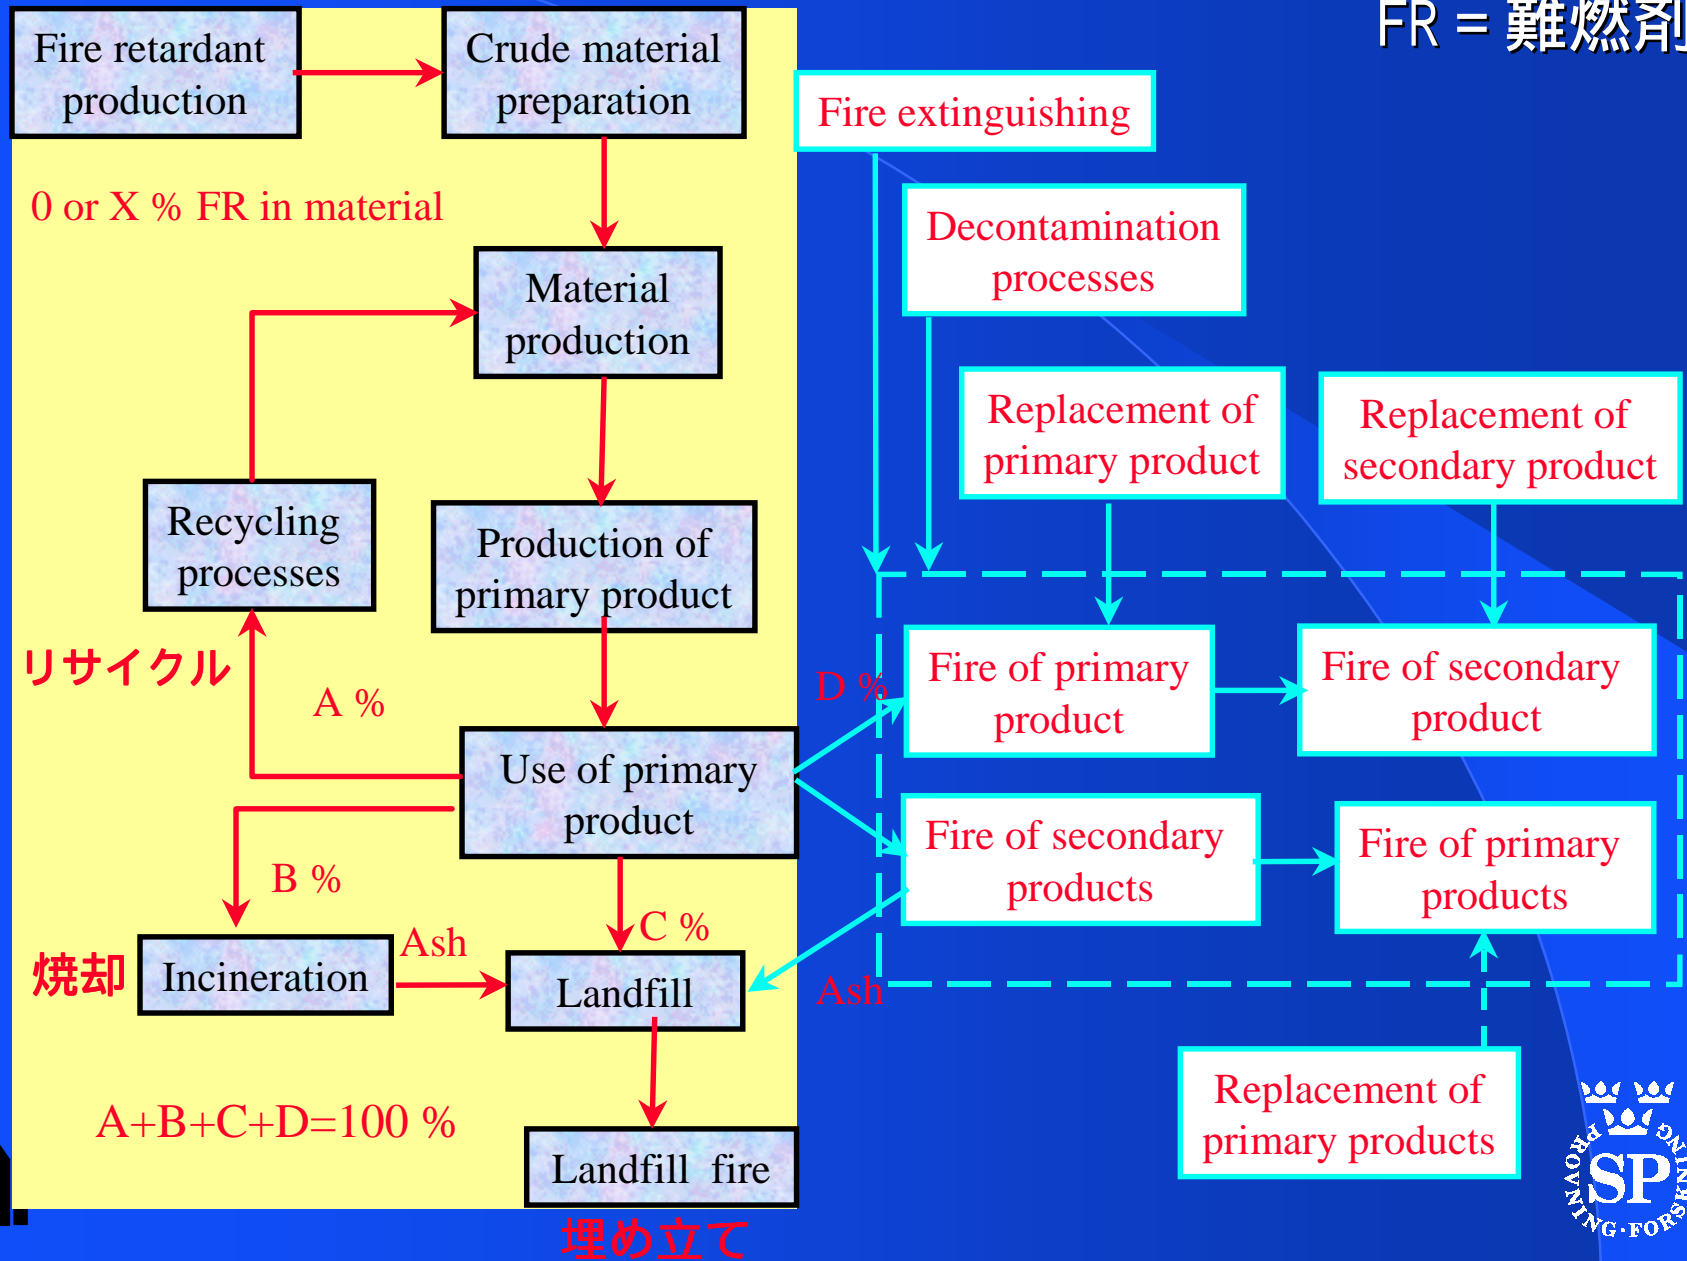 FR = 難燃剤
Fire retardant
production
Crude material
preparation
Fire extinguishing
0 or X % FR in material
Decontamination
processes
Material
production
Replacement of
primary product
Replacement of
secondary product
Recycling
processes
Production of
primary product
リサイクル
A %
D %
Fire of primary
product
Fire of secondary
product
Use of primary
product
Fire of secondary
products
Fire of primary
products
B %
C %
焼却
Incineration
Ash
Landfill
Ash
A+B+C+D=100 %
Landfill fire
埋め立て
Replacement of
primary products
SP
PROVNING·FORSKNING